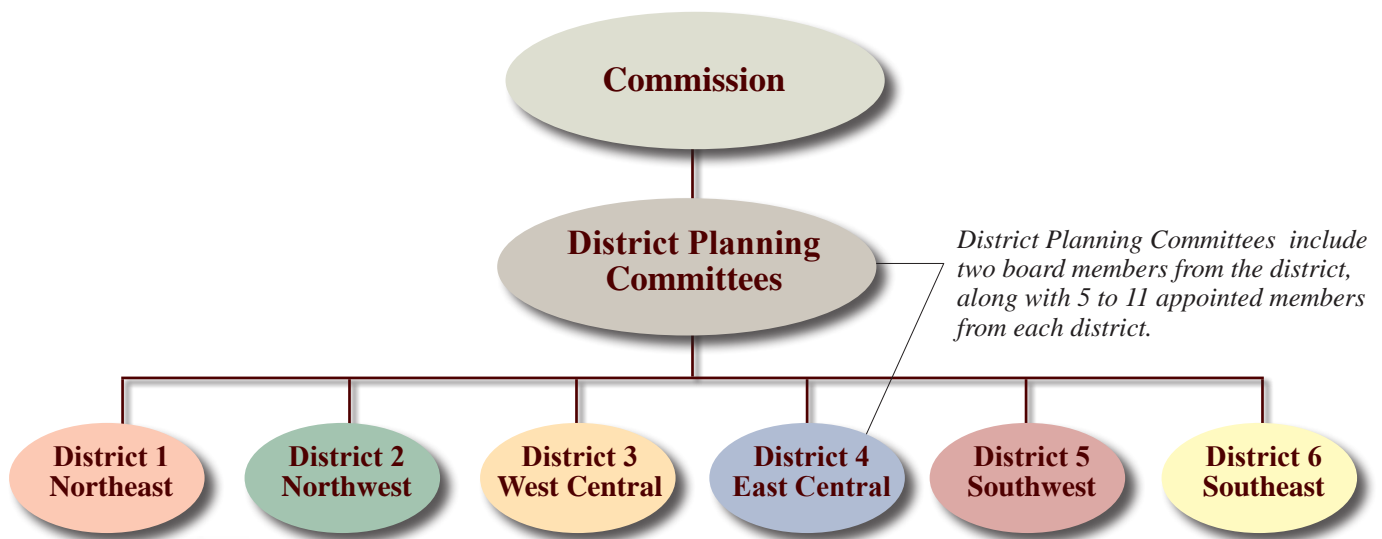 Commission
District Planning
Committees
District Planning Committees  include
two board members from the district,
along with 5 to 11 appointed members
from each district.
District 1
Northeast
District 2
Northwest
District 3
West Central
District 4
East Central
District 5
Southwest
District 6
Southeast